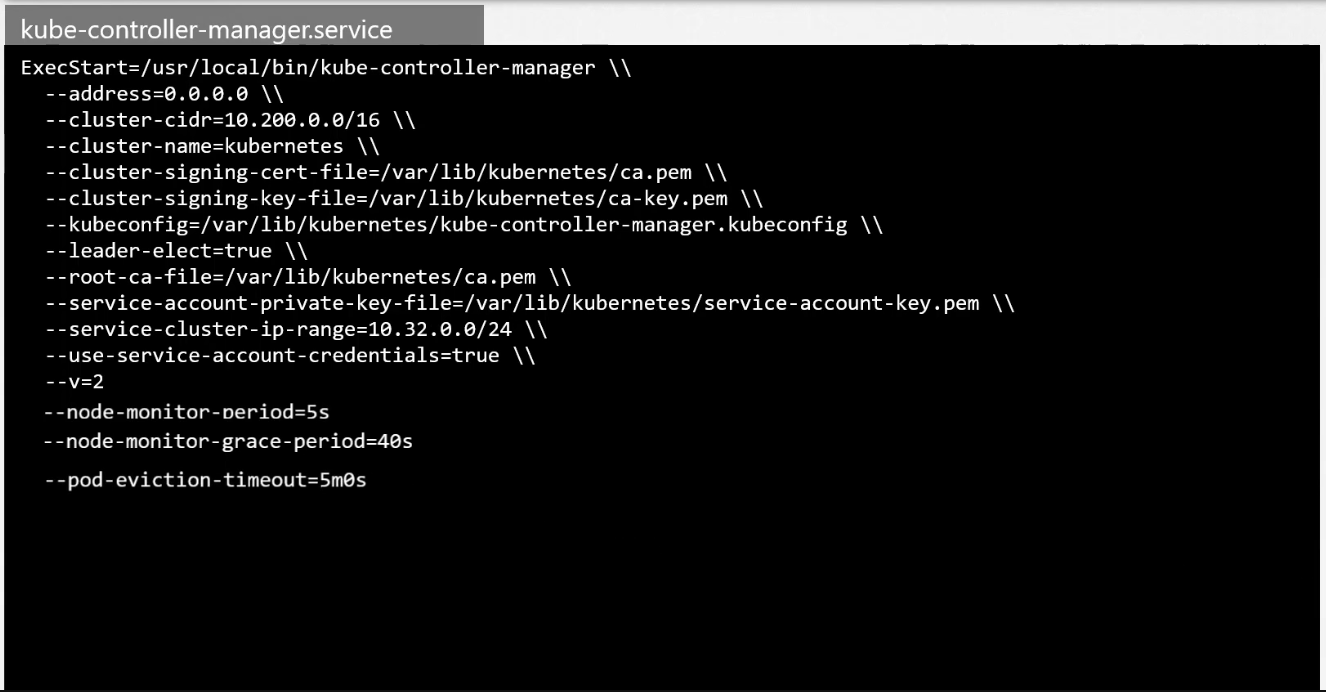 kube-controller-manager.service
ExecStart=/usr/local/bin/kube-controller-manager \\
--address=0.0.0.0 \\
--cluster-cidr=10.200.0.0/16 \\
--cluster-name=kubernetes \\
--cluster-signing-cert-file=/var/lib/kubernetes/ca.pem \\
--cluster-signing-key-file=/var/lib/kubernetes/ca-key.pem \\
--kubeconfig=/var/lib/kubernetes/kube-controller-manager.kubeconfig \\
--leader-elect=true \\
--root-ca-file=/var/lib/kubernetes/ca.pem \\
--service-account-private-key-file=/var/lib/kubernetes/service-account-key.pem \\
--service-cluster-ip-range=10.32.0.0/24 \\
--use-service-account-credentials=true \\
--v=2
--node-monitor-period=5s
--node-monitor-grace-period=40s
--pod-eviction-timeout=5m0s